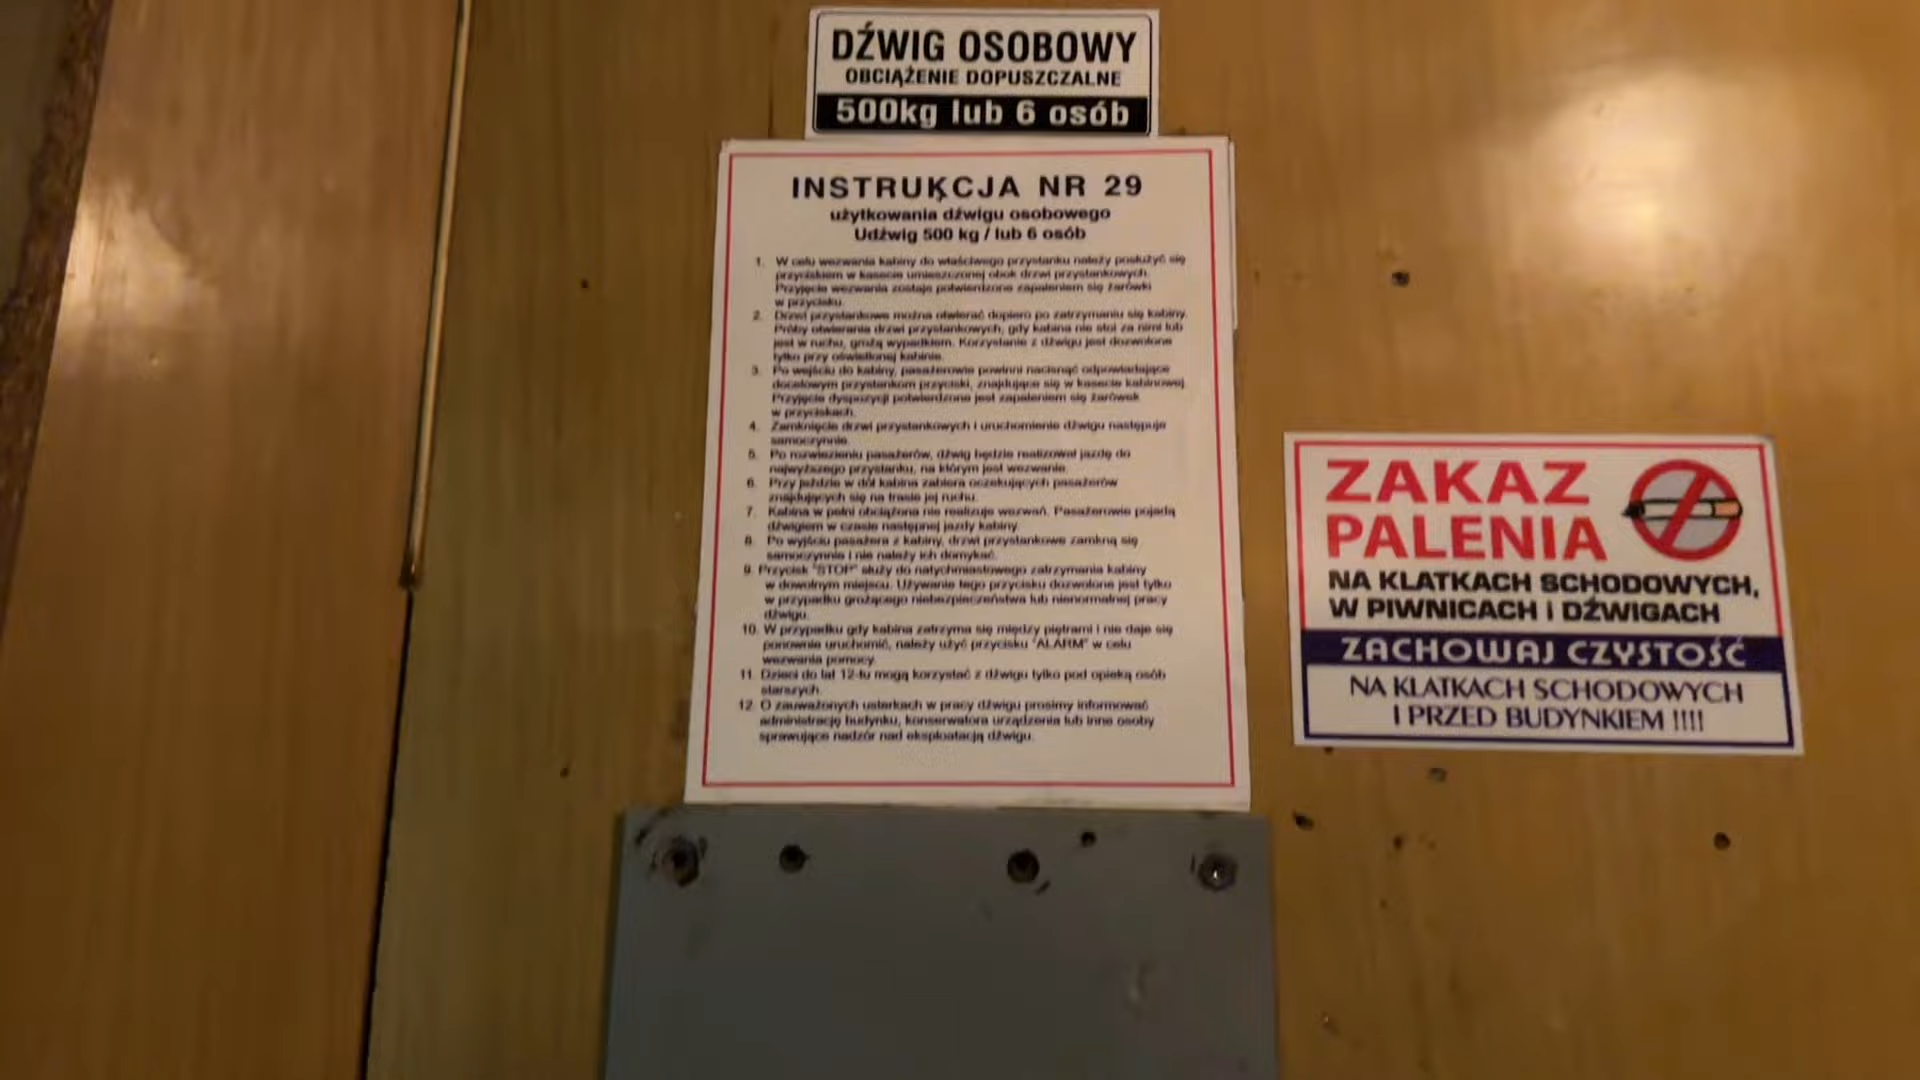 DŹWIG OSOBOWY
OBCIĄŻENIE DOPUSZCZALNE
500kg lub 6 osób
INSTRUKCJA NR 29
użytkowania dźwigu osobowego
Udźwig 500 kg / lub 6 osób
1. W celu wezwania kabiny do właściwego przystanku należy posłużyć się
przyciskiem w kasecie umieszczonej obok drzwi przystankowych.
Przyjęcie wezwania zostaje potwierdzone zapaleniem się żarówki
w przycisku.
2. Drzwi przystankowe można otwierać dopiero po zatrzymaniu się kabiny.
Próby otwierania drzwi przystankowych, gdy kabina nie stoi za nimi lub
jest w ruchu, grożą wypadkiem. Korzystanie z dźwigu jest dozwolone
tylko przy oświetlonej kabinie.
3. Po wejściu do kabiny, pasażerowie powinni nacisnąć odpowiadające
docelowym przystankom przyciski, znajdujące się w kasecie kabinowej.
Przyjęcie dyspozycji potwierdzone jest zapaleniem się żarówek
w przyciskach.
4. Zamknięcie drzwi przystankowych i uruchomienie dźwigu następuje
samoczynnie.
5. Po rozwiezieniu pasażerów, dźwig będzie realizował jazdę do
najwyższego przystanku, na którym jest wezwanie.
6. Przy jeździe w dół kabina zabiera oczekujących pasażerów
znajdujących się na trasie jej ruchu.
7. Kabina w pełni obciążona nie realizuje wezwań. Pasażerowie pojadą
dźwigiem w czasie następnej jazdy kabiny.
8. Po wyjściu pasażera z kabiny, drzwi przystankowe zamkną się
samoczynnie i nie należy ich domykać.
9. Przycisk "STOP" służy do natychmiastowego zatrzymania kabiny
w dowolnym miejscu. Używanie tego przycisku dozwolone jest tylko
w przypadku grożącego niebezpieczeństwa lub nienormalnej pracy
dźwigu.
10. W przypadku gdy kabina zatrzyma się między piętrami i nie daje się
ponownie uruchomić, należy użyć przycisku "ALARM" w celu
wezwania pomocy.
11. Dzieci do lat 12-tu mogą korzystać z dźwigu tylko pod opieką osób
starszych.
12. O zauważonych usterkach w pracy dźwigu prosimy informować
administrację budynku, konserwatora urządzenia lub inne osoby
sprawujące nadzór nad eksploatacją dźwigu.
ZAKAZ
PALENIA
NA KLATKACH SCHODOWYCH,
W PIWNICACH I DŹWIGACH
ZACHOWAJ CZYSTOŚĆ
NA KLATKACH SCHODOWYCH
I PRZED BUDYNKIEM !!!!